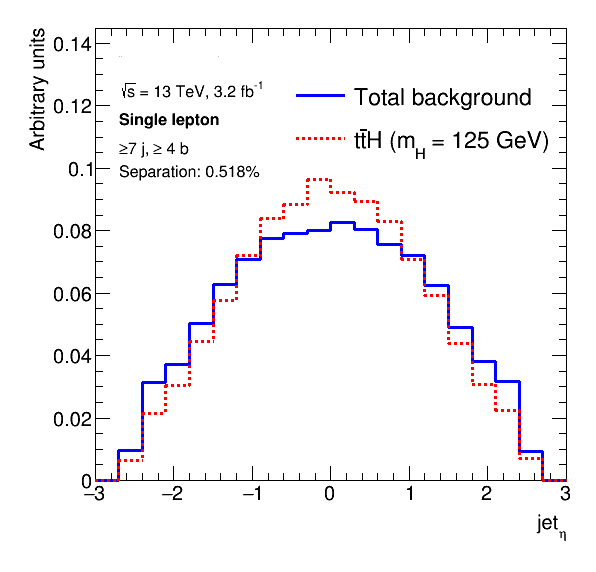 Arbitrary units
0.14
0.12
0.1
0.08
0.06
0.04
0.02
0
√s = 13 TeV, 3.2 fb⁻¹
Single lepton
≥7 j, ≥ 4 b
Separation: 0.518%
Total background
tt̄H (m_H = 125 GeV)
−3 −2 −1 0 1 2 3
jet_η